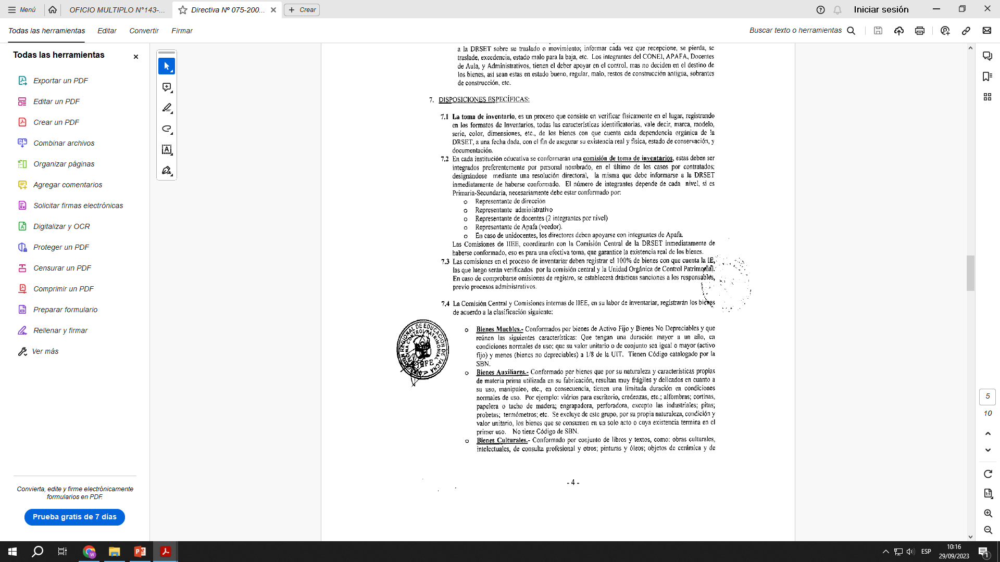 Menú
OFICIO MULTIPLO N°143-...
Directiva Nº 075-200...
Crear
Iniciar sesión
Todas las herramientas
Editar
Convertir
Firmar
Buscar texto o herramientas
Todas las herramientas
Exportar un PDF
Editar un PDF
Crear un PDF
Combinar archivos
Organizar páginas
Agregar comentarios
Solicitar firmas electrónicas
Digitalizar y OCR
Proteger un PDF
Censurar un PDF
Comprimir un PDF
Preparar formulario
Rellenar y firmar
Ver más
Convierta, edite y firme electrónicamente
formularios en PDF.
Prueba gratis de 7 días
a la DRSET sobre su traslado o movimiento; informar cada vez que recepcione, se pierda, se
traslade, excedencia, estado malo para la baja, etc. Los integrantes del CONEI, APAFA, Docentes
de Aula, y Administrativos, tienen el deber apoyar en el control, mas no deciden en el destino de
los bienes, así sean estas en estado bueno, regular, malo, restos de construcción antigua, sobrantes
de construcción, etc.
7. DISPOSICIONES ESPECÍFICAS:
7.1 La toma de inventario, es un proceso que consiste en verificar físicamente en el lugar, registrando
en los formatos de Inventarios, todas las características identificatorias, vale decir, marca, modelo,
serie, color, dimensiones, etc., de los bienes con que cuenta cada dependencia orgánica de la
DRSET, a una fecha dada, con el fin de asegurar su existencia real y física, estado de conservación, y
documentación.
7.2 En cada institución educativa se conformarán una comisión de toma de inventarios, estas deben ser
integrados preferentemente por personal nombrado, en el último de los casos por contratados;
designándose mediante una resolución directoral, la misma que debe informarse a la DRSET
inmediatamente de haberse conformado. El número de integrantes depende de cada nivel, si es
Primaria-Secundaria, necesariamente debe estar conformado por:
o Representante de dirección
o Representante administrativo
o Representante de docentes (2 integrantes por nivel)
o Representante de Apafa (veedor).
o En caso de unidocentes, los directores deben apoyarse con integrantes de Apafa.
Las Comisiones de IIEE, coordinarán con la Comisión Central de la DRSET inmediatamente de
haberse conformado, eso es para una efectiva toma, que garantice la existencia real de los bienes.
7.3 Las comisiones en el proceso de inventariar deben registrar el 100% de bienes con que cuenta la IE,
las que luego serán verificados por la comisión central y la Unidad Orgánica de Control Patrimonial.
En caso de comprobarse omisiones de registro, se establecerá drásticas sanciones a los responsables,
previo procesos administrativos.
7.4 La Comisión Central y Comisiones internas de IIEE, en su labor de inventariar, registrarán los bienes
de acuerdo a la clasificación siguiente:
o Bienes Muebles.- Conformados por bienes de Activo Fijo y Bienes No Depreciables y que
reúnen las siguientes características: Que tengan una duración mayor a un año, en
condiciones normales de uso; que su valor unitario o de conjunto sea igual o mayor (activo
fijo) y menos (bienes no depreciables) a 1/8 de la UIT. Tienen Código catalogado por la
SBN.
o Bienes Auxiliares.- Conformado por bienes que por su naturaleza y características propias
de materia prima utilizada en su fabricación, resultan muy frágiles y delicados en cuanto a
su uso, manipuleo, etc., en consecuencia, tienen una limitada duración en condiciones
normales de uso. Por ejemplo: vidrios para escritorio, credenzas, etc.; alfombras; cortinas,
papelera o tacho de madera; engrapadora, perforadora, excepto las industriales; pitas;
probetas; termómetros; etc. Se excluye de este grupo, por su propia naturaleza, condición y
valor unitario, los bienes que se consumen en un solo acto o cuya existencia termina en el
primer uso. No tiene Código de SBN.
o Bienes Culturales.- Conformado por conjunto de libros y textos, como: obras culturales,
intelectuales, de consulta profesional y otros; pinturas y óleos; objetos de cerámica y de
REGIONAL DE EDUCACION DE TACNA
CONTROL PATRIMONIAL
JEFE
- 4 -
5
10
ESP
10:16
29/09/2023
1